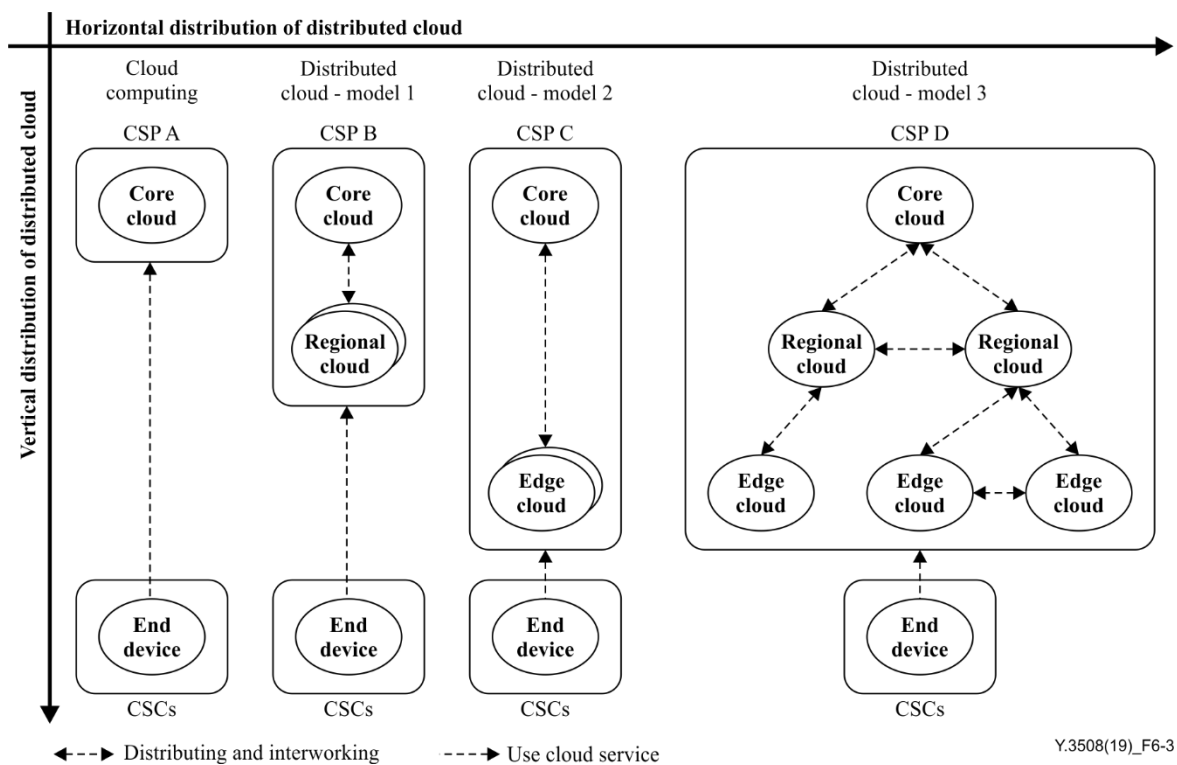 Horizontal distribution of distributed cloud
Vertical distribution of distributed cloud
Cloud
computing
CSP A
Core
cloud
End
device
CSCs
Distributed
cloud - model 1
CSP B
Core
cloud
Regional
cloud
End
device
CSCs
Distributed
cloud - model 2
CSP C
Core
cloud
Edge
cloud
End
device
CSCs
Distributed
cloud - model 3
CSP D
Core
cloud
Regional
cloud
Regional
cloud
Edge
cloud
Edge
cloud
Edge
cloud
End
device
CSCs
Distributing and interworking
Use cloud service
Y.3508(19)_F6-3